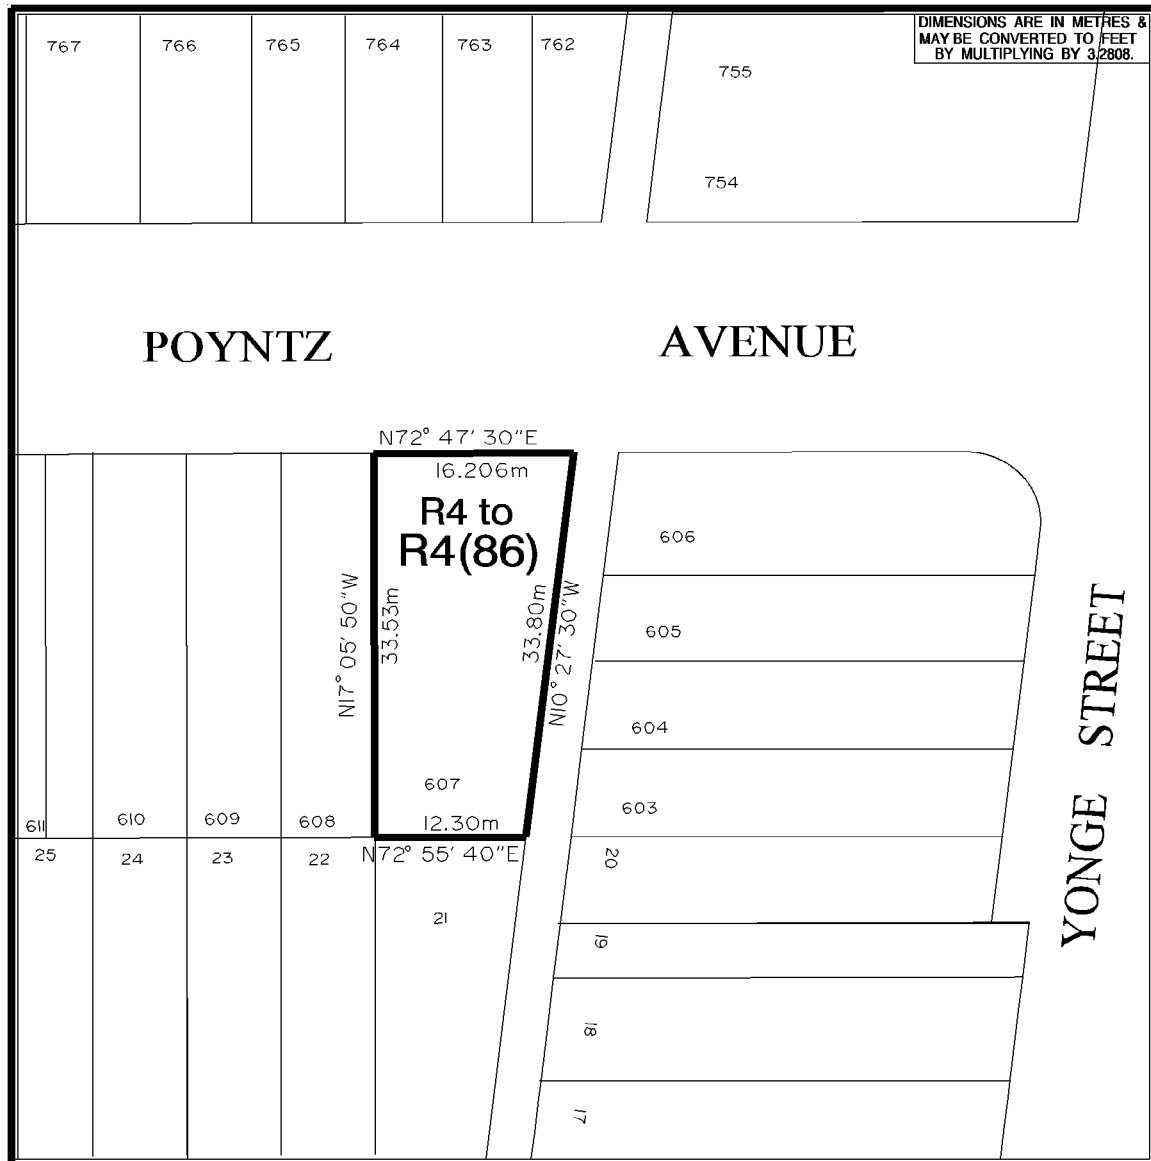 DIMENSIONS ARE IN METRES &
MAY BE CONVERTED TO FEET
BY MULTIPLYING BY 3.2808.
767 766 765 764 763 762
755
754
POYNTZ AVENUE
N72° 47' 30"E
16.206m
R4 to
R4(86)
N17° 05' 50"W
33.53m
33.80m
N10° 27' 30"W
606
605
604
603
607
12.30m
N72° 55' 40"E
611 610 609 608
25 24 23 22
21
20
19
18
17
YONGE STREET